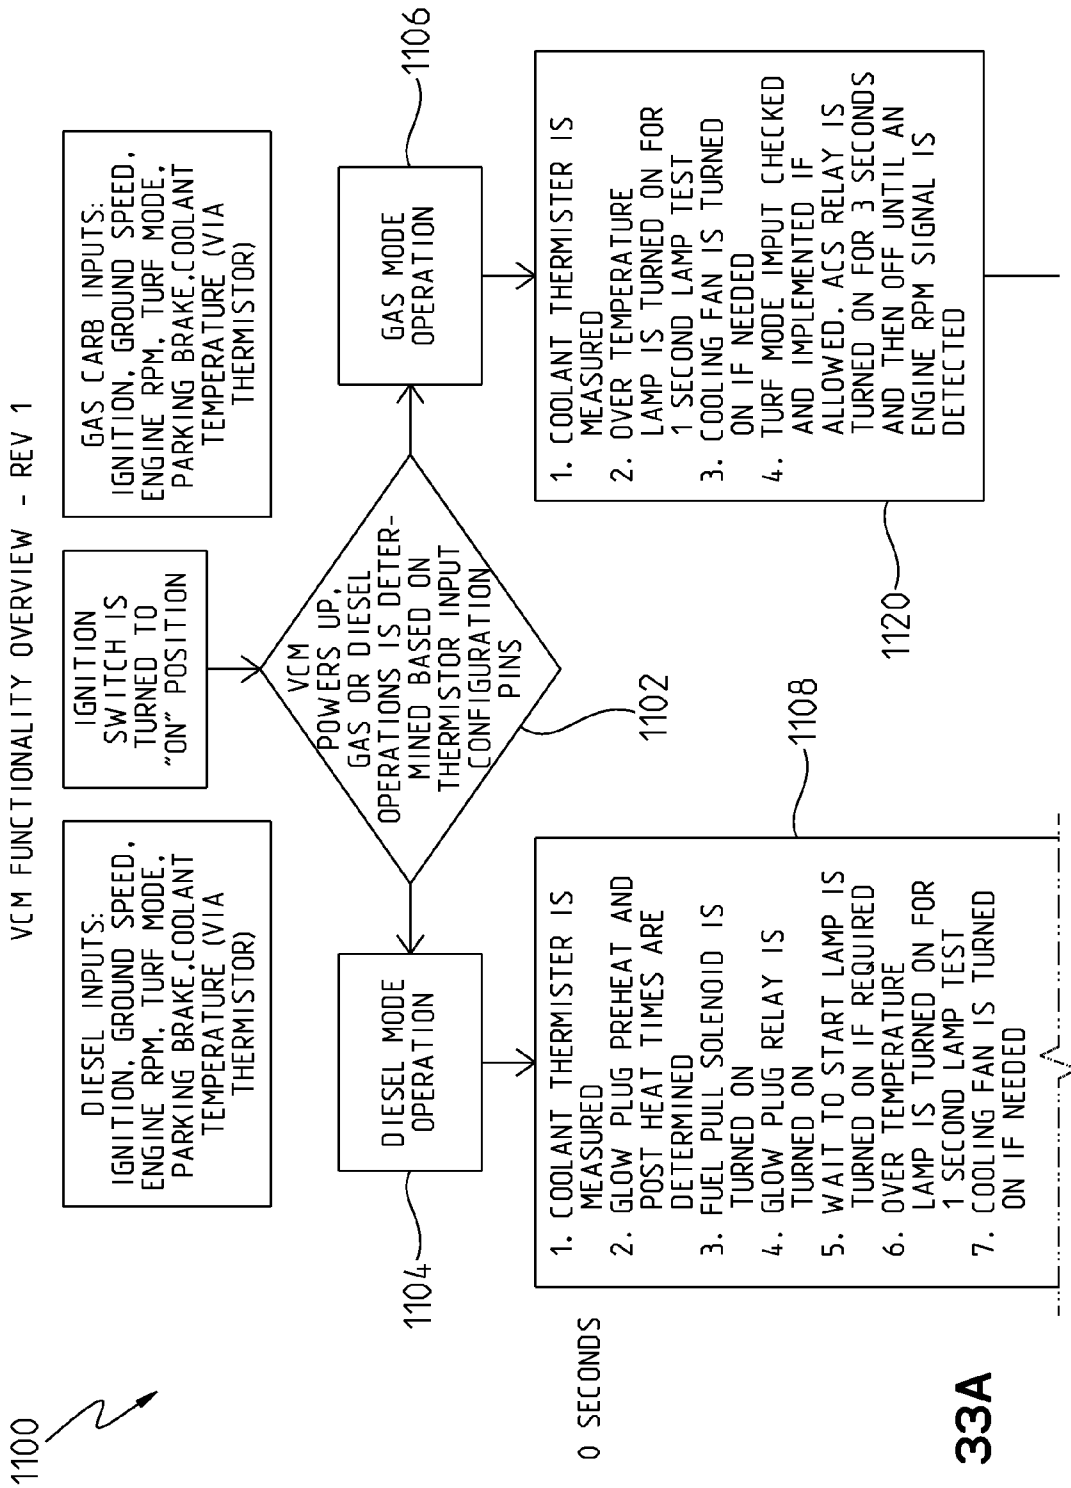 1100
VCM FUNCTIONALITY OVERVIEW - REV 1
DIESEL INPUTS:
IGNITION, GROUND SPEED,
ENGINE RPM, TURF MODE,
PARKING BRAKE,COOLANT
TEMPERATURE (VIA
THERMISTOR)
IGNITION
SWITCH IS
TURNED TO
"ON" POSITION
GAS CARB INPUTS:
IGNITION, GROUND SPEED,
ENGINE RPM, TURF MODE,
PARKING BRAKE,COOLANT
TEMPERATURE (VIA
THERMISTOR)
VCM
POWERS UP,
GAS OR DIESEL
OPERATIONS IS DETER-
MINED BASED ON
THERMISTOR INPUT
CONFIGURATION
PINS
1102
DIESEL MODE
OPERATION
1104
GAS MODE
OPERATION
1106
0 SECONDS
1. COOLANT THERMISTER IS
MEASURED
2. GLOW PLUG PREHEAT AND
POST HEAT TIMES ARE
DETERMINED
3. FUEL PULL SOLENOID IS
TURNED ON
4. GLOW PLUG RELAY IS
TURNED ON
5. WAIT TO START LAMP IS
TURNED ON IF REQUIRED
6. OVER TEMPERATURE
LAMP IS TURNED ON FOR
1 SECOND LAMP TEST
7. COOLING FAN IS TURNED
ON IF NEEDED
1108
1. COOLANT THERMISTER IS
MEASURED
2. OVER TEMPERATURE
LAMP IS TURNED ON FOR
1 SECOND LAMP TEST
3. COOLING FAN IS TURNED
ON IF NEEDED
4. TURF MODE IMPUT CHECKED
AND IMPLEMENTED IF
ALLOWED, ACS RELAY IS
TURNED ON FOR 3 SECONDS
AND THEN OFF UNTIL AN
ENGINE RPM SIGNAL IS
DETECTED
1120
33A